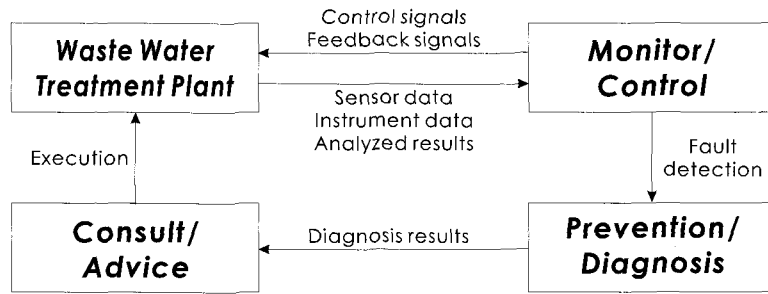 Control signals
Feedback signals
Waste Water
Treatment Plant
Monitor/
Control
Sensor data
Instrument data
Analyzed results
Execution
Fault
detection
Consult/
Advice
Diagnosis results
Prevention/
Diagnosis